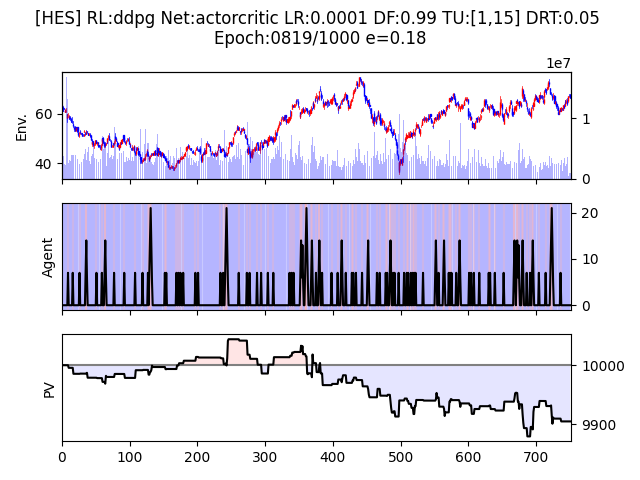 [HES] RL:ddpg Net:actorcritic LR:0.0001 DF:0.99 TU:[1,15] DRT:0.05
Epoch:0819/1000 e=0.18
1e7
Env.
60
40
1
0
Agent
20
10
0
PV
10000
9900
0 100 200 300 400 500 600 700